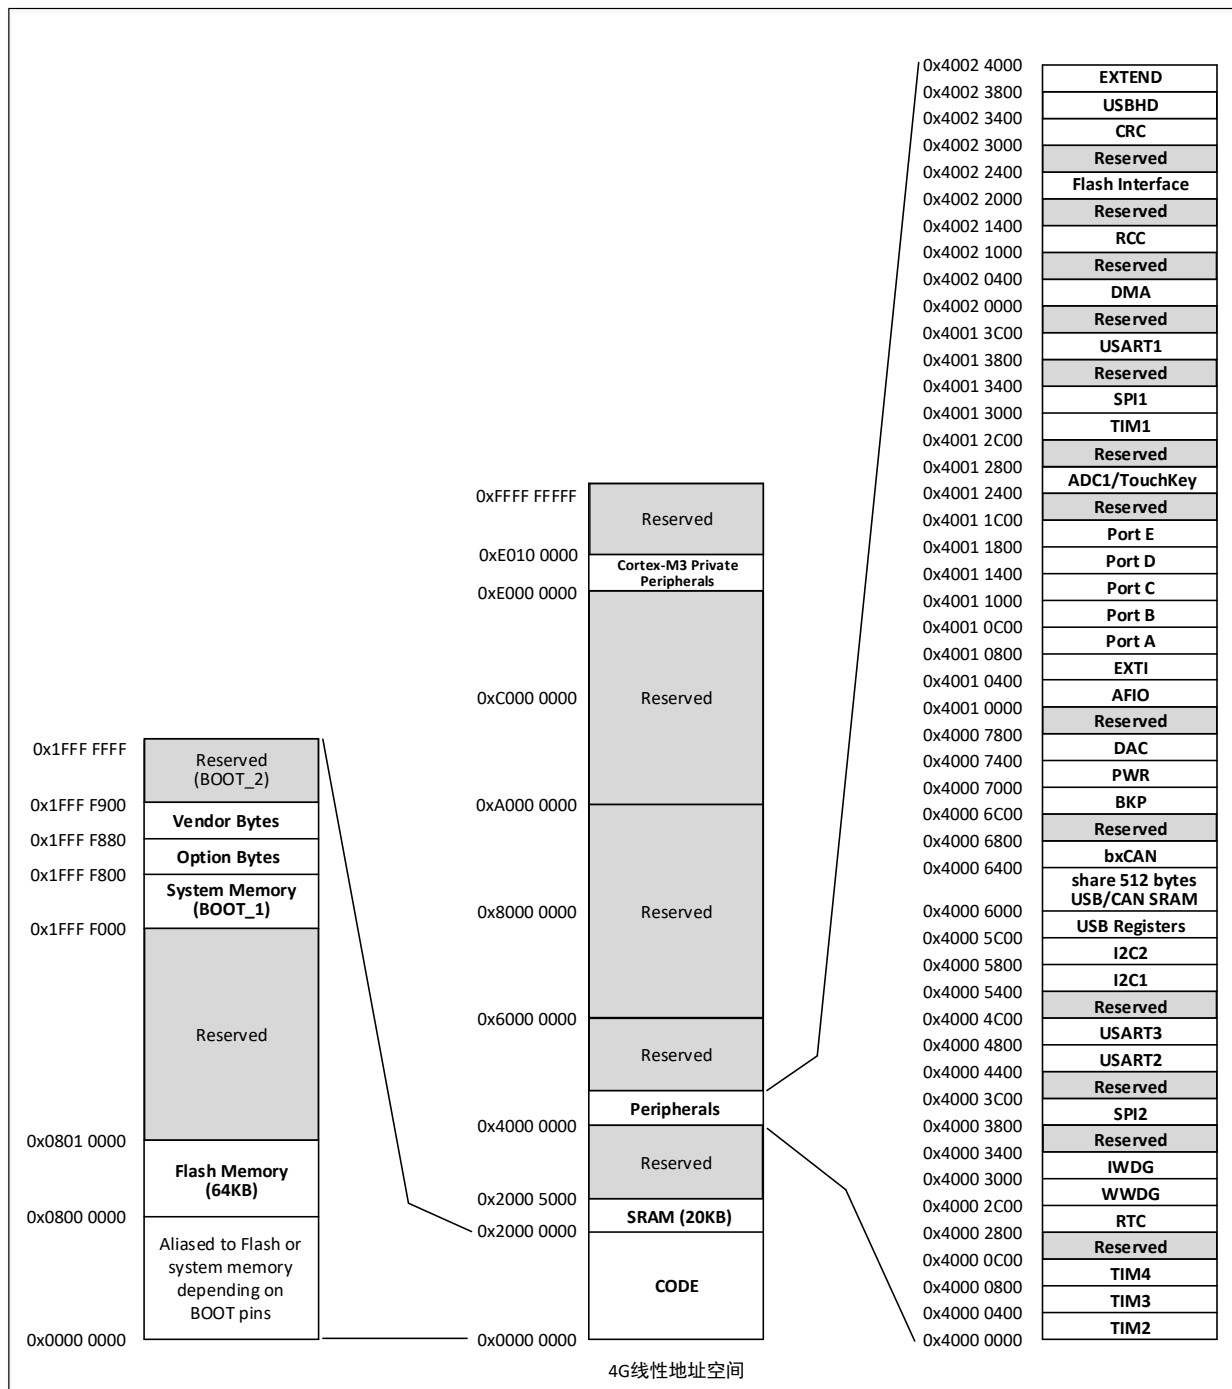 0x1FFF FFFF
Reserved
(BOOT_2)
0x1FFF F900
Vendor Bytes
0x1FFF F880
Option Bytes
0x1FFF F800
System Memory
(BOOT_1)
0x1FFF F000
Reserved
0x0801 0000
Flash Memory
(64KB)
0x0800 0000
Aliased to Flash or
system memory
depending on
BOOT pins
0x0000 0000
0xFFFF FFFFF
Reserved
0xE010 0000
Cortex-M3 Private
Peripherals
0xE000 0000
Reserved
0xC000 0000
0xA000 0000
Reserved
0x8000 0000
0x6000 0000
Reserved
Peripherals
0x4000 0000
Reserved
0x2000 5000
SRAM (20KB)
0x2000 0000
CODE
0x0000 0000
0x4002 4000
EXTEND
0x4002 3800
USBHD
0x4002 3400
CRC
0x4002 3000
Reserved
0x4002 2400
Flash Interface
0x4002 2000
Reserved
0x4002 1400
RCC
0x4002 1000
Reserved
0x4002 0400
DMA
0x4002 0000
Reserved
0x4001 3C00
USART1
0x4001 3800
Reserved
0x4001 3400
SPI1
0x4001 3000
TIM1
0x4001 2C00
Reserved
0x4001 2800
ADC1/TouchKey
0x4001 2400
Reserved
0x4001 1C00
Port E
0x4001 1800
Port D
0x4001 1400
Port C
0x4001 1000
Port B
0x4001 0C00
Port A
0x4001 0800
EXTI
0x4001 0400
AFIO
0x4001 0000
Reserved
0x4000 7800
DAC
0x4000 7400
PWR
0x4000 7000
BKP
0x4000 6C00
Reserved
0x4000 6800
bxCAN
0x4000 6400
share 512 bytes
USB/CAN SRAM
0x4000 6000
USB Registers
0x4000 5C00
I2C2
0x4000 5800
I2C1
0x4000 5400
Reserved
0x4000 4C00
USART3
0x4000 4800
USART2
0x4000 4400
Reserved
0x4000 3C00
SPI2
0x4000 3800
Reserved
0x4000 3400
IWDG
0x4000 3000
WWDG
0x4000 2C00
RTC
0x4000 2800
Reserved
0x4000 0C00
TIM4
0x4000 0800
TIM3
0x4000 0400
TIM2
0x4000 0000
4G线性地址空间